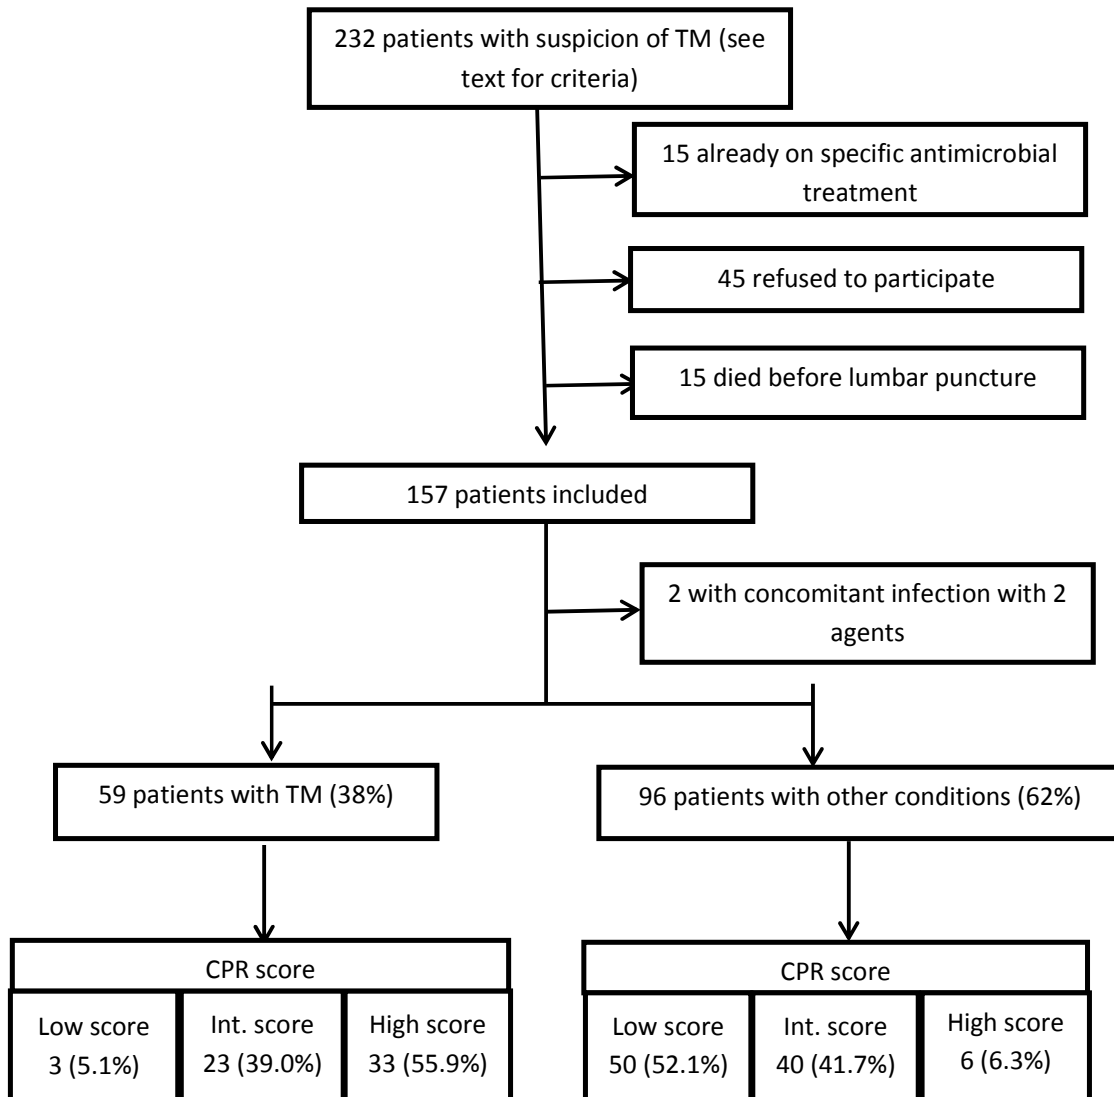 232 patients with suspicion of TM (see
text for criteria)
15 already on specific antimicrobial
treatment
45 refused to participate
15 died before lumbar puncture
157 patients included
2 with concomitant infection with 2
agents
59 patients with TM (38%)
96 patients with other conditions (62%)
CPR score
Low score
3 (5.1%)
Int. score
23 (39.0%)
High score
33 (55.9%)
CPR score
Low score
50 (52.1%)
Int. score
40 (41.7%)
High score
6 (6.3%)